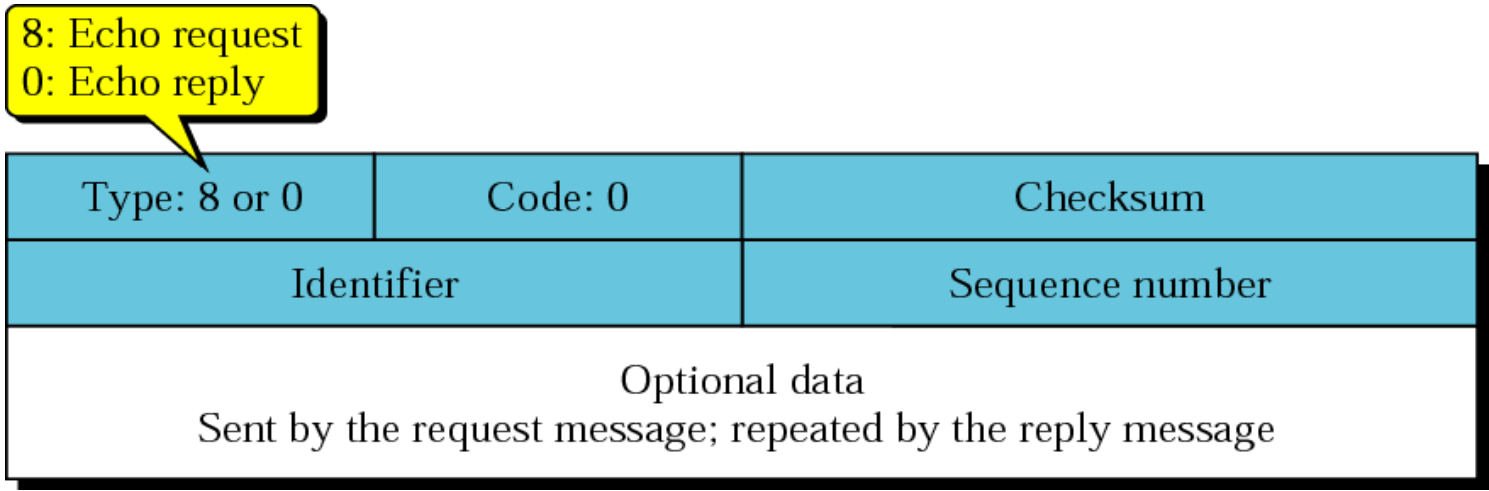 8: Echo request
0: Echo reply
Type: 8 or 0
Code: 0
Checksum
Identifier
Sequence number
Optional data
Sent by the request message; repeated by the reply message